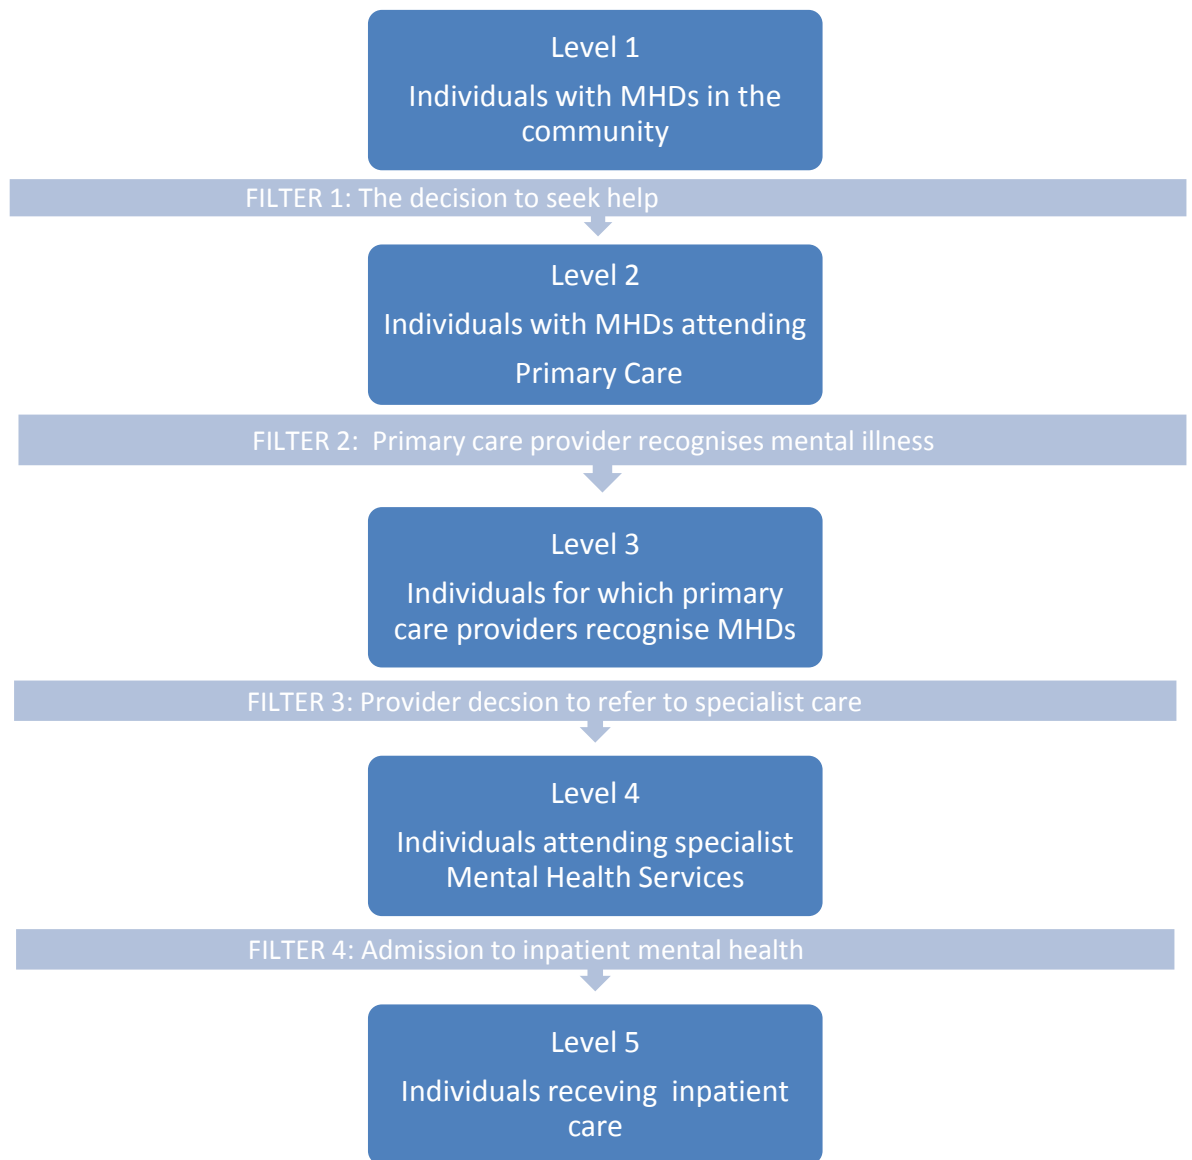 Level 1
Individuals with MHDs in the
community
FILTER 1: The decision to seek help
Level 2
Individuals with MHDs attending
Primary Care
FILTER 2:  Primary care provider recognises mental illness
Level 3
Individuals for which primary
care providers recognise MHDs
FILTER 3: Provider decsion to refer to specialist care
Level 4
Individuals attending specialist
Mental Health Services
FILTER 4: Admission to inpatient mental health
Level 5
Individuals receving  inpatient
care